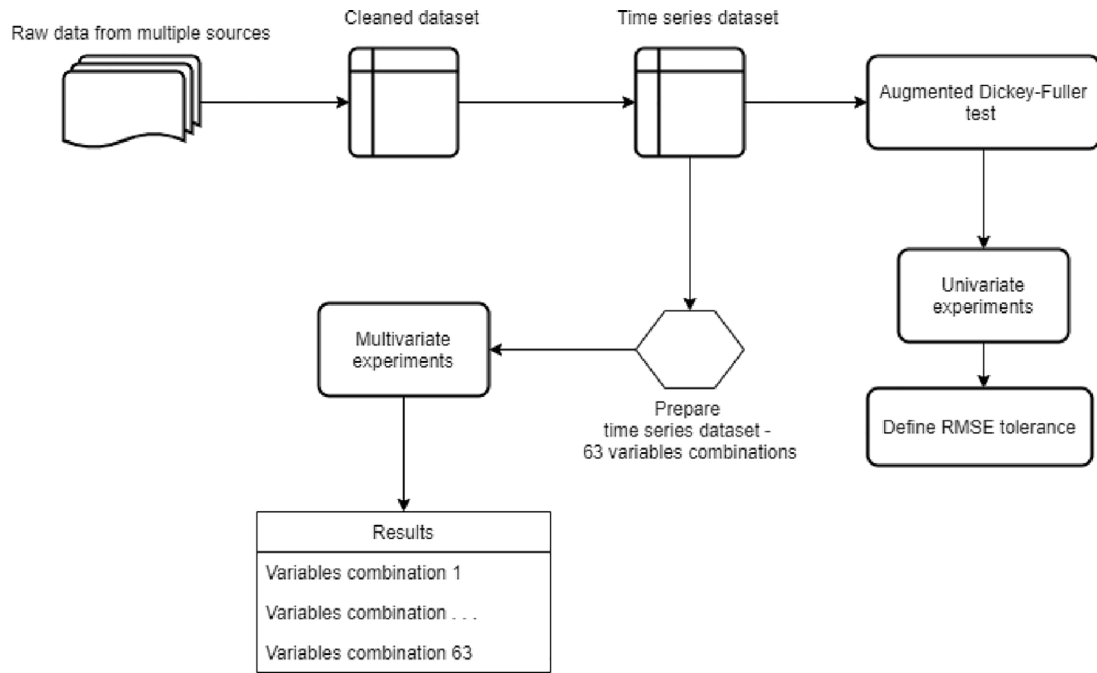 Raw data from multiple sources
Cleaned dataset
Time series dataset
Augmented Dickey-Fuller
test
Univariate
experiments
Define RMSE tolerance
Multivariate
experiments
Prepare
time series dataset -
63 variables combinations
Results
Variables combination 1
Variables combination . . .
Variables combination 63